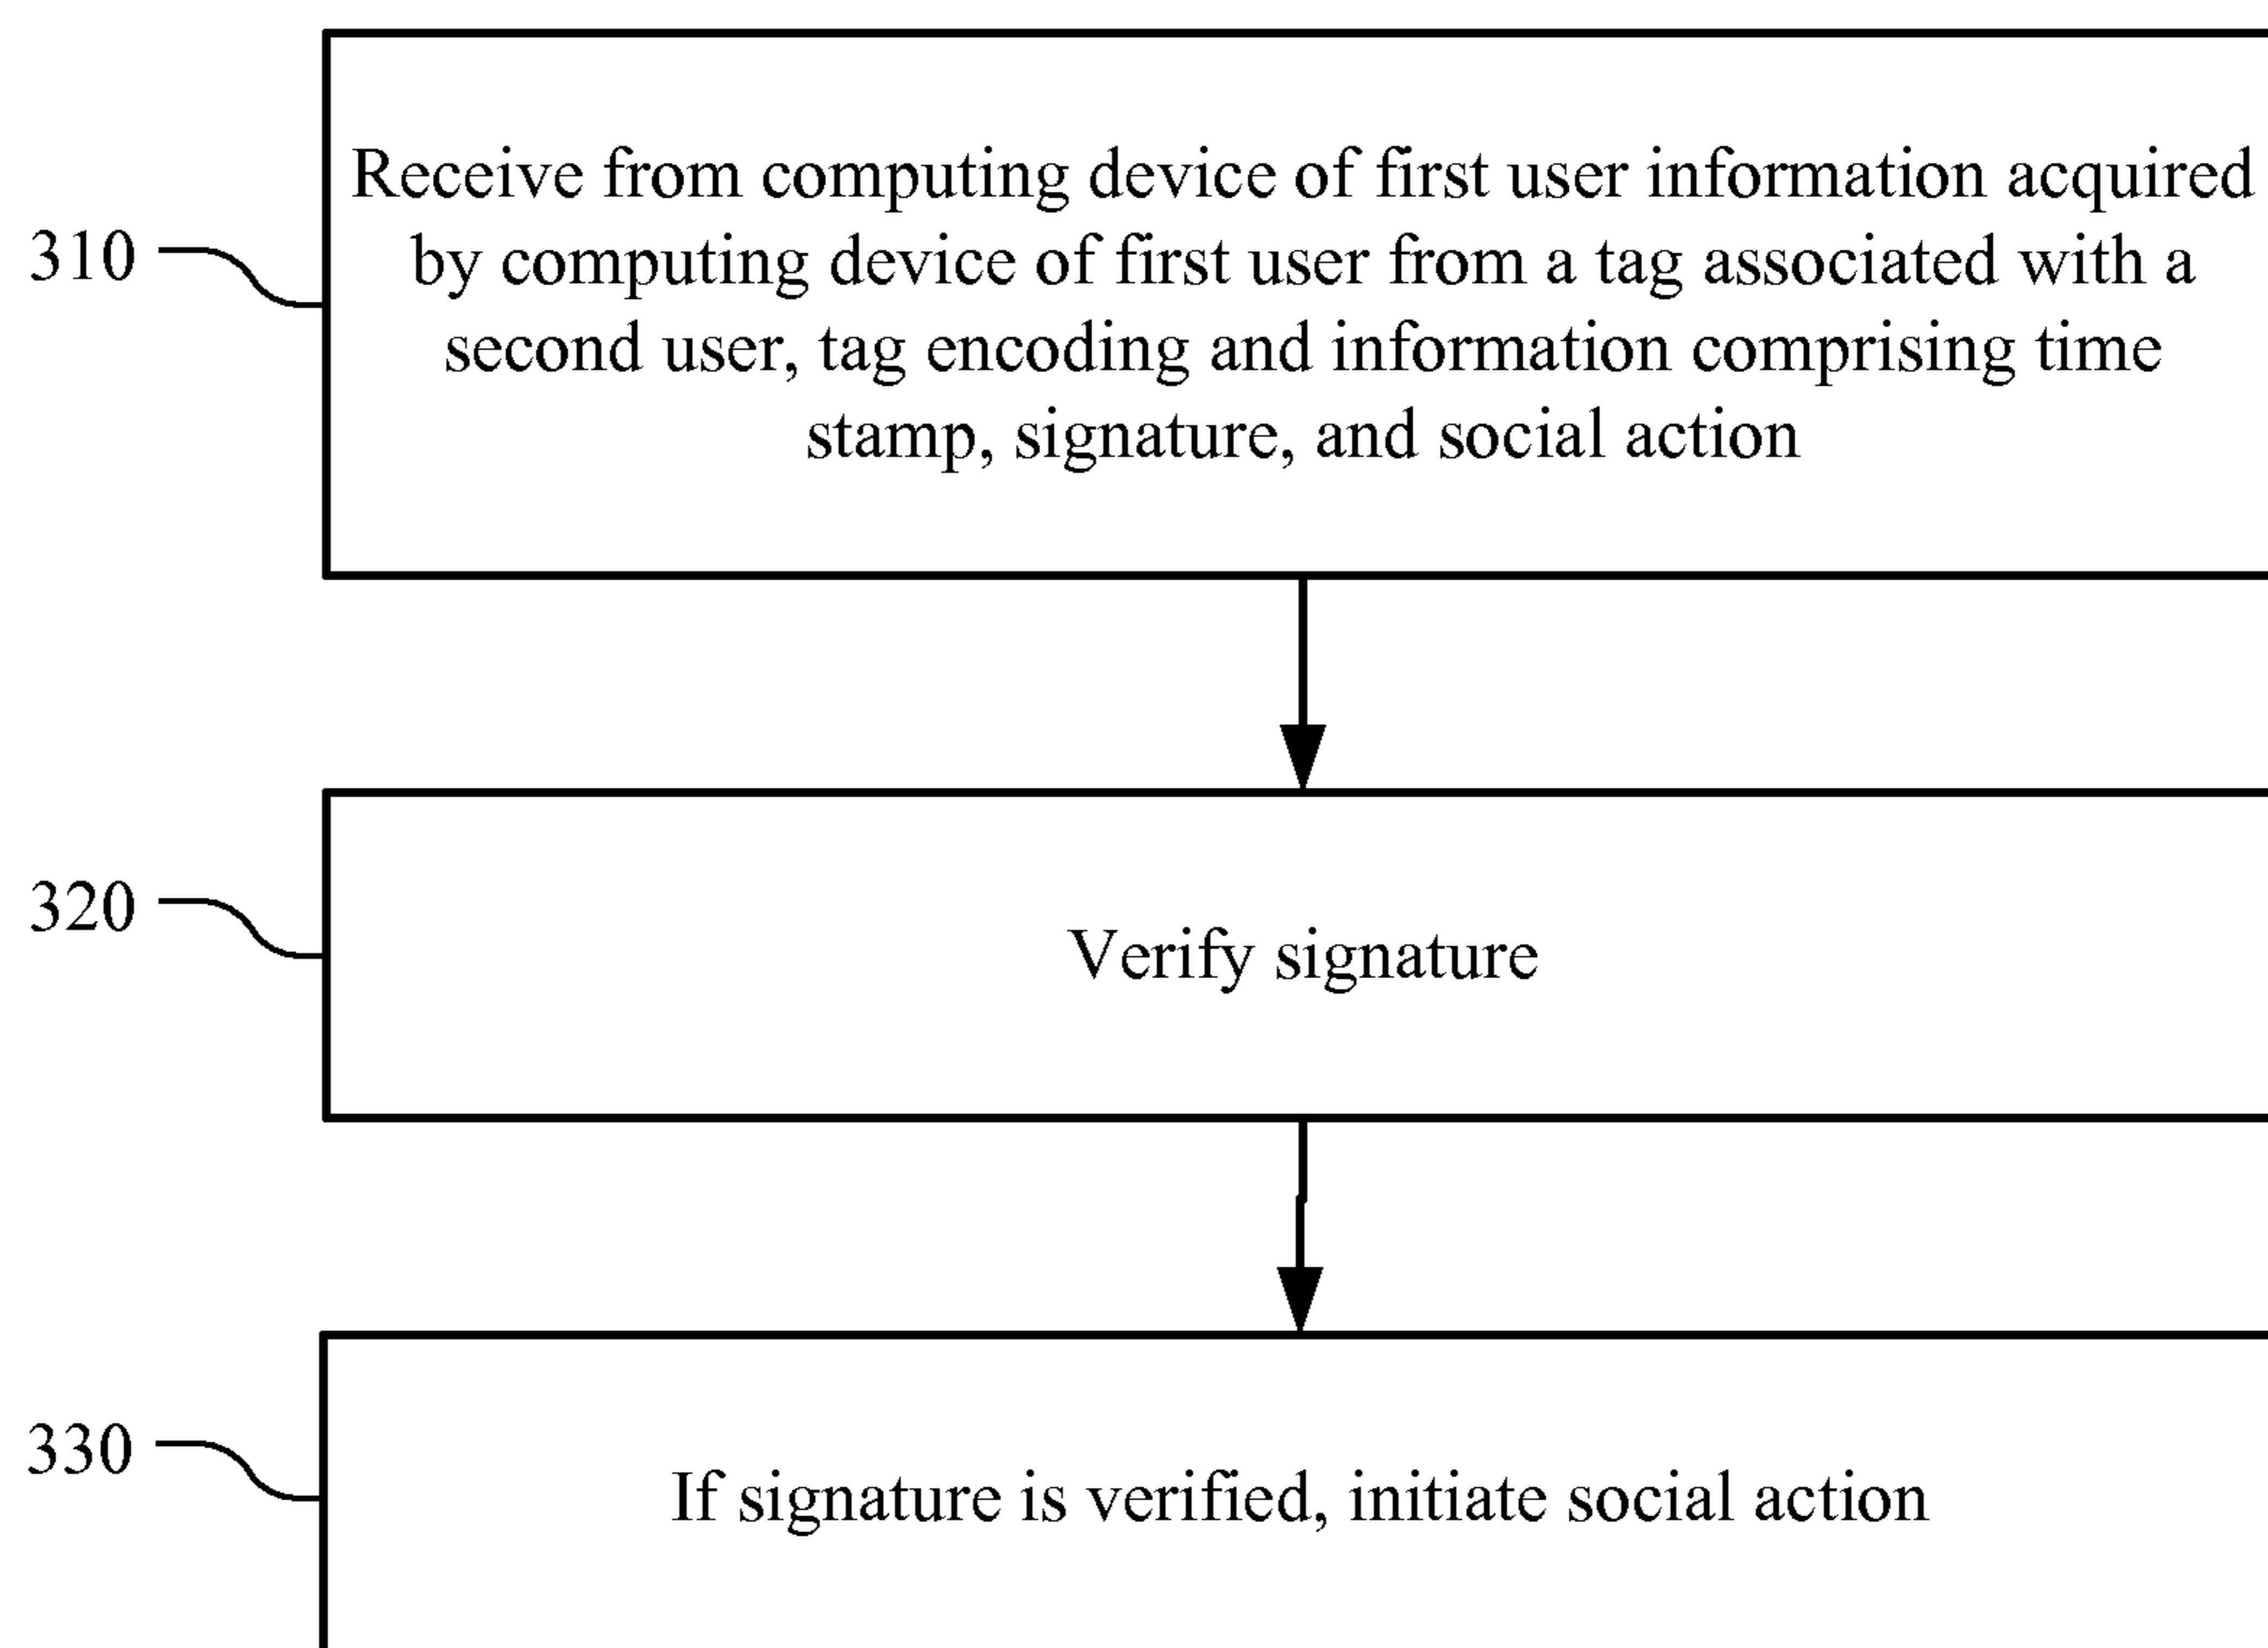 Receive from computing device of first user information acquired
310
by computing device of first user from a tag associated with a
second user, tag encoding and information comprising time
stamp, signature, and social action
320
Verify signature
330
If signature is verified, initiate social action